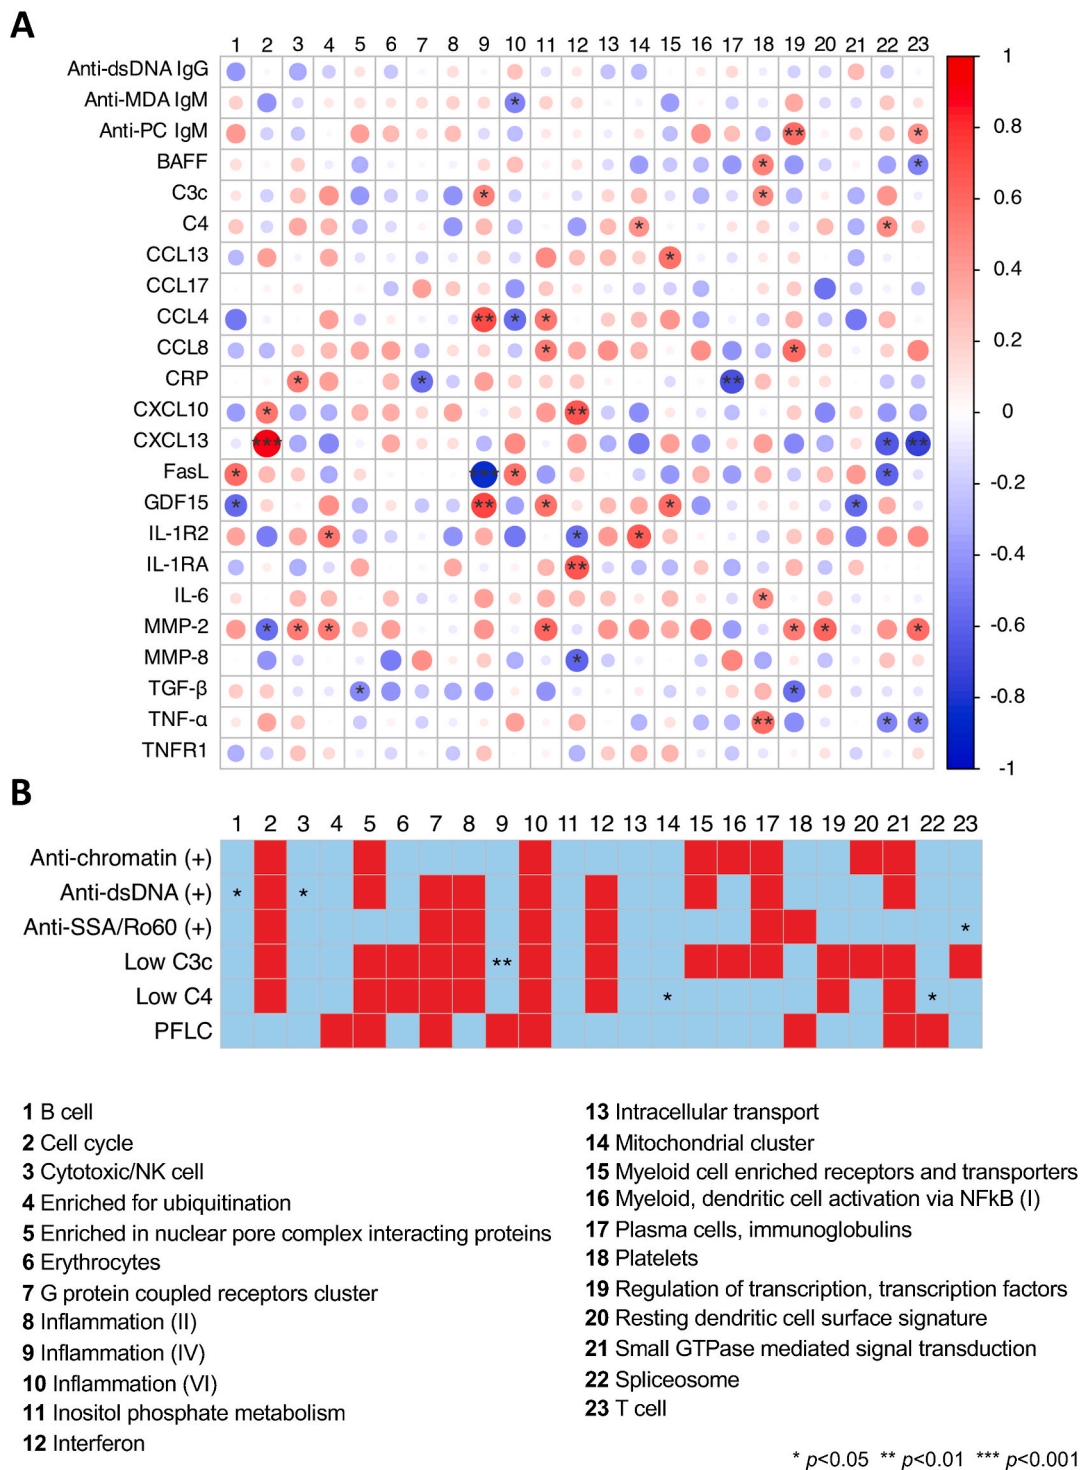 A
1 2 3 4 5 6 7 8 9 10 11 12 13 14 15 16 17 18 19 20 21 22 23
Anti-dsDNA IgG
Anti-MDA IgM *
Anti-PC IgM ** *
BAFF * *
C3c * *
C4 * *
CCL13 *
CCL17
CCL4 ** * *
CCL8 * *
CRP * * **
CXCL10 * **
CXCL13 *** * **
FasL * *** * *
GDF15 * ** * * *
IL-1R2 * * *
IL-1RA **
IL-6 *
MMP-2 * * * * * * *
MMP-8 *
TGF-β * *
TNF-α ** * *
TNFR1
1
0.8
0.6
0.4
0.2
0
-0.2
-0.4
-0.6
-0.8
-1
B
1 2 3 4 5 6 7 8 9 10 11 12 13 14 15 16 17 18 19 20 21 22 23
Anti-chromatin (+)
Anti-dsDNA (+) * *
Anti-SSA/Ro60 (+) *
Low C3c **
Low C4 * *
PFLC
1 B cell
2 Cell cycle
3 Cytotoxic/NK cell
4 Enriched for ubiquitination
5 Enriched in nuclear pore complex interacting proteins
6 Erythrocytes
7 G protein coupled receptors cluster
8 Inflammation (II)
9 Inflammation (IV)
10 Inflammation (VI)
11 Inositol phosphate metabolism
12 Interferon
13 Intracellular transport
14 Mitochondrial cluster
15 Myeloid cell enriched receptors and transporters
16 Myeloid, dendritic cell activation via NFkB (I)
17 Plasma cells, immunoglobulins
18 Platelets
19 Regulation of transcription, transcription factors
20 Resting dendritic cell surface signature
21 Small GTPase mediated signal transduction
22 Spliceosome
23 T cell
* p<0.05 ** p<0.01 *** p<0.001